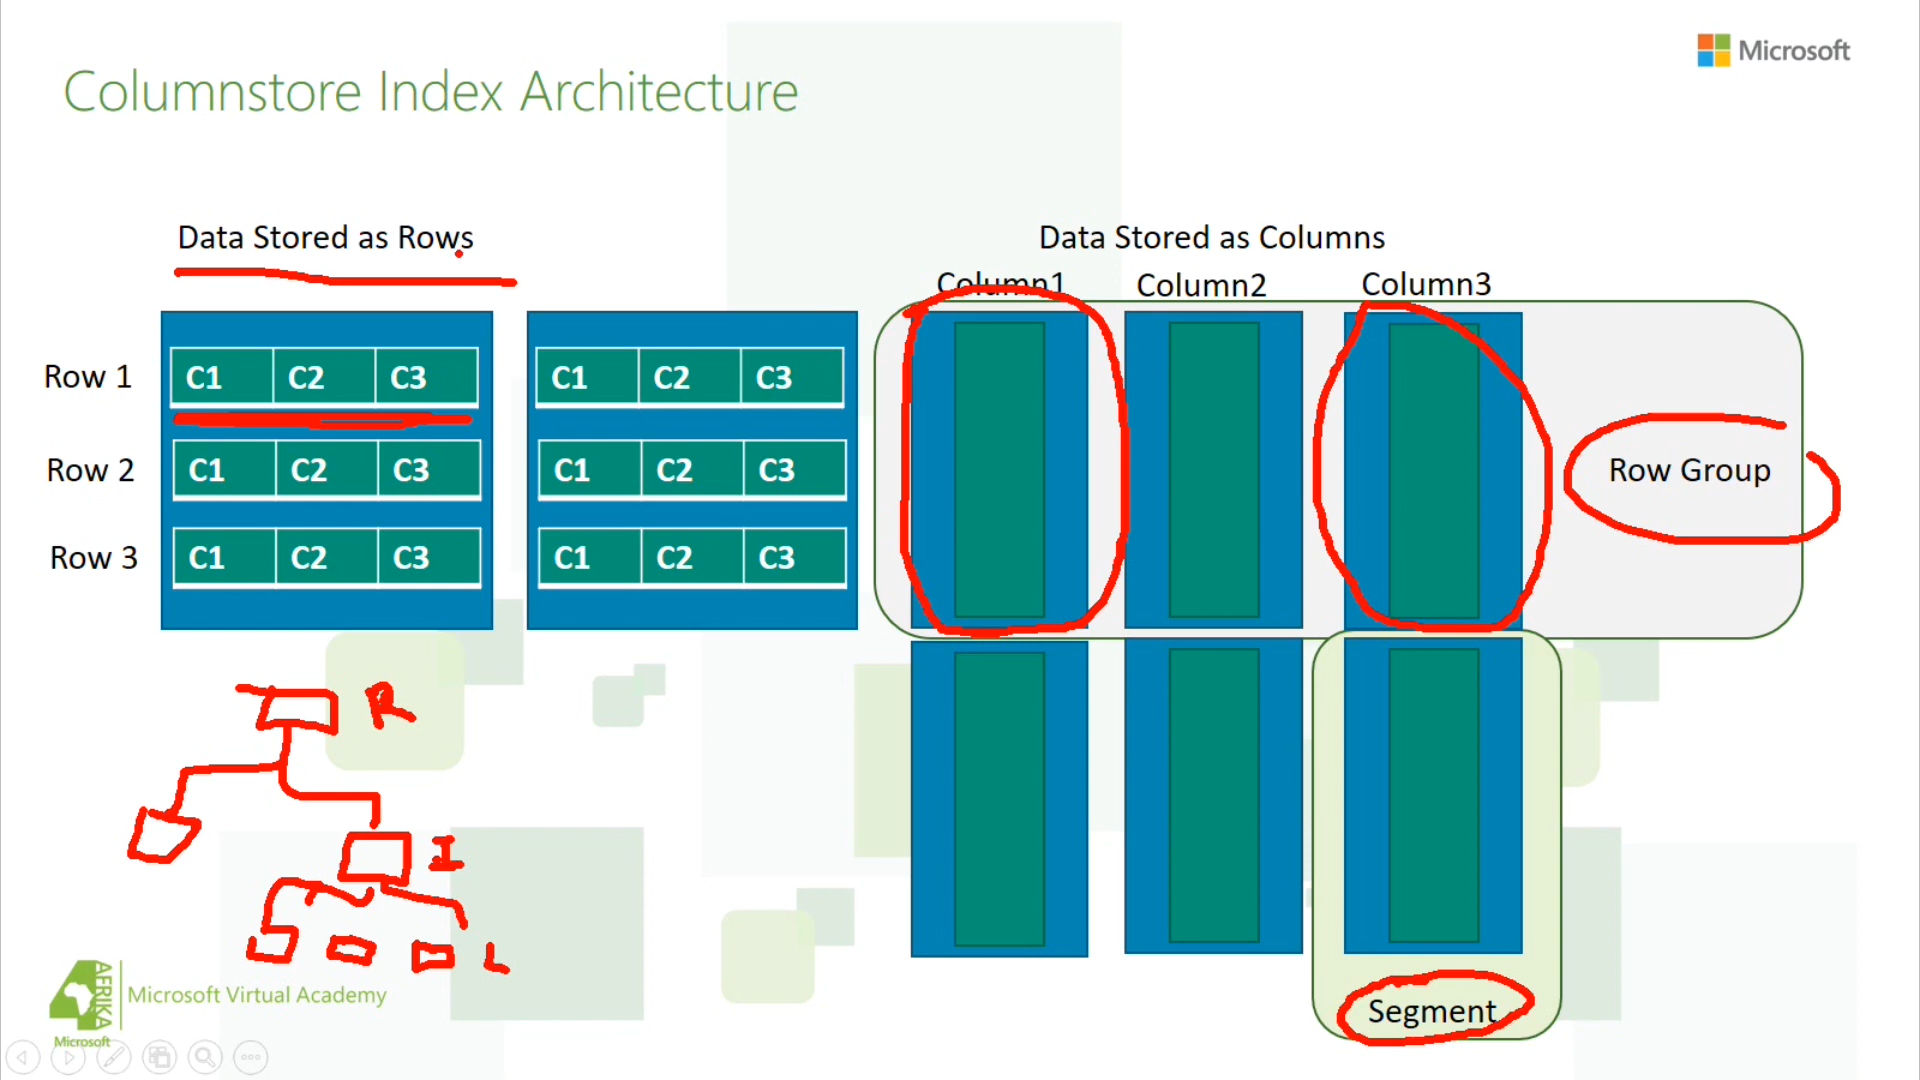 Microsoft
Columnstore Index Architecture
Data Stored as Rows
Row 1
C1 C2 C3
C1 C2 C3
Row 2
C1 C2 C3
C1 C2 C3
Row 3
C1 C2 C3
C1 C2 C3
Data Stored as Columns
Column1
Column2
Column3
Row Group
Segment
R
I
L
4AFRIKA
Microsoft
Microsoft Virtual Academy